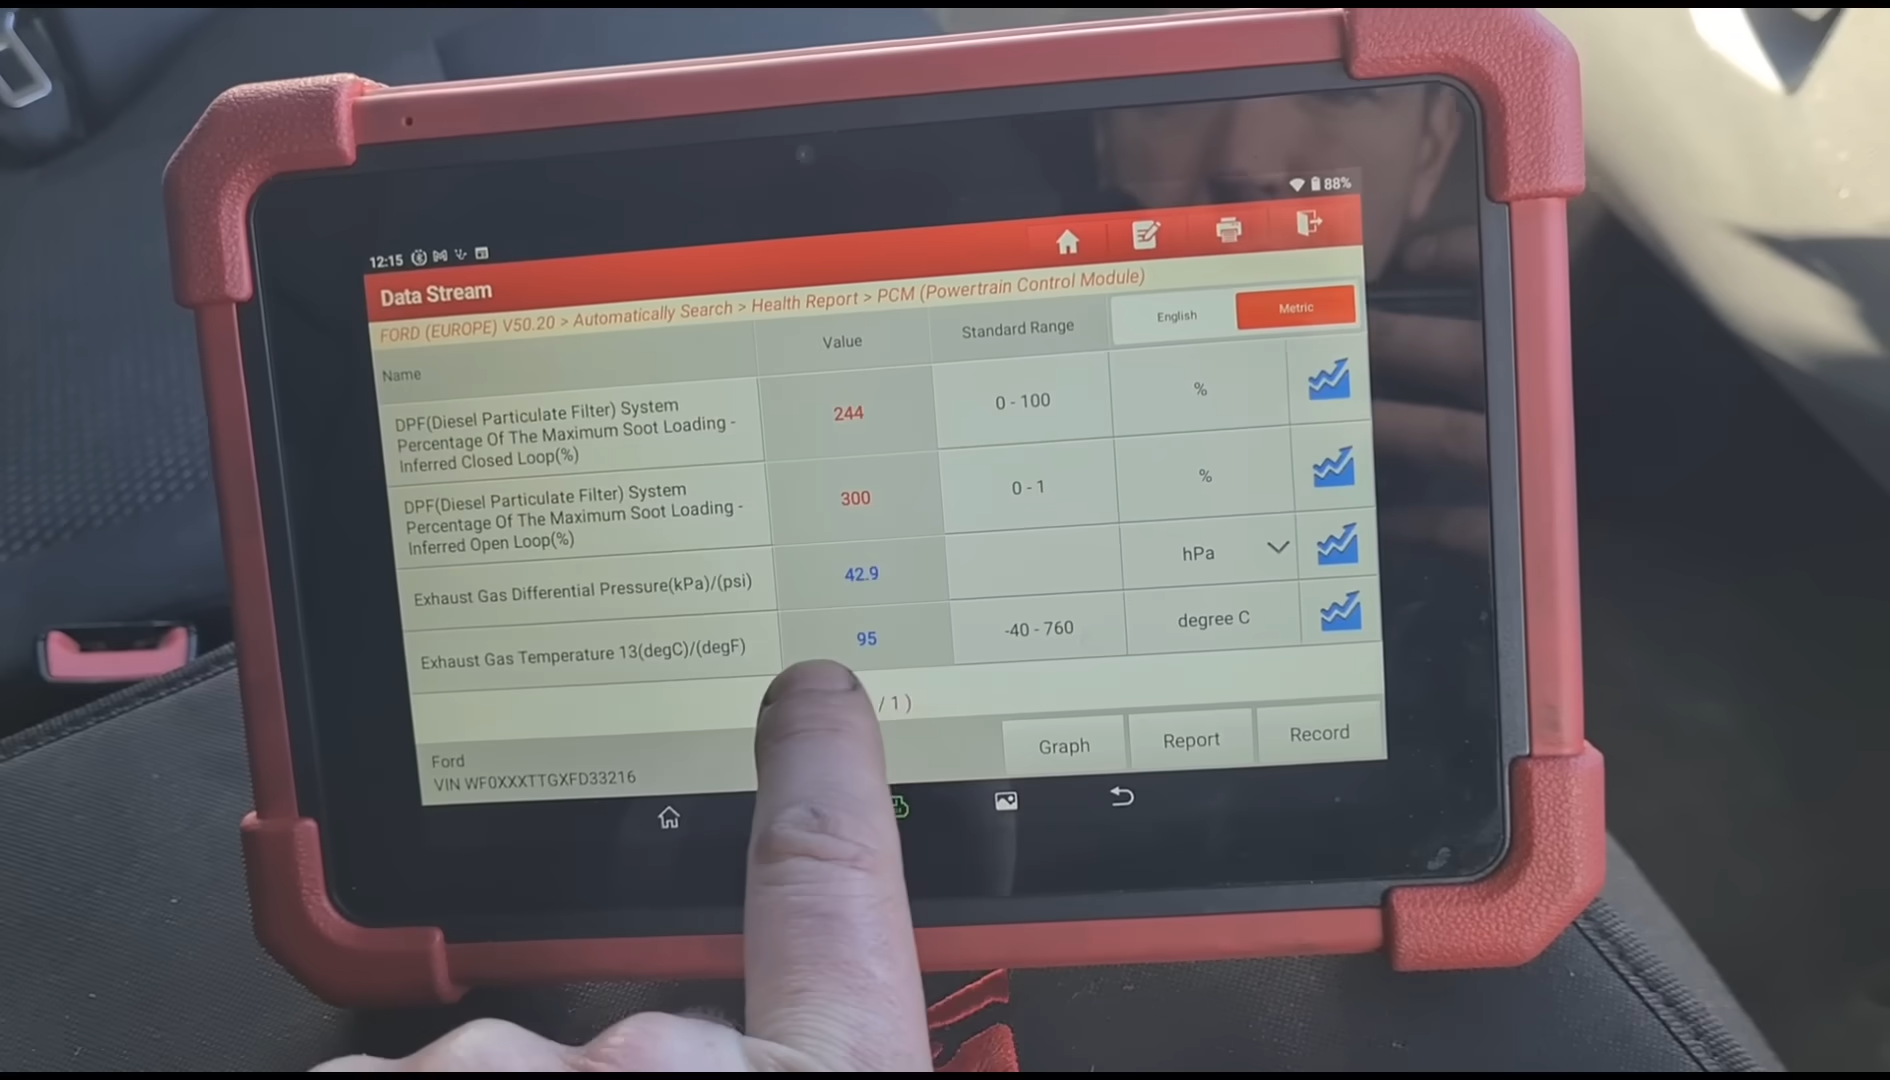 12:15
88%
Data Stream
FORD (EUROPE) V50.20 > Automatically Search > Health Report > PCM (Powertrain Control Module)
Name
Value
Standard Range
English
Metric
DPF(Diesel Particulate Filter) System
Percentage Of The Maximum Soot Loading -
Inferred Closed Loop(%)
244
0 - 100
%
DPF(Diesel Particulate Filter) System
Percentage Of The Maximum Soot Loading -
Inferred Open Loop(%)
300
0 - 1
%
Exhaust Gas Differential Pressure(kPa)/(psi)
42.9
hPa
Exhaust Gas Temperature 13(degC)/(degF)
95
-40 - 760
degree C
/ 1 )
Ford
VIN WF0XXXTTGXFD33216
Graph
Report
Record